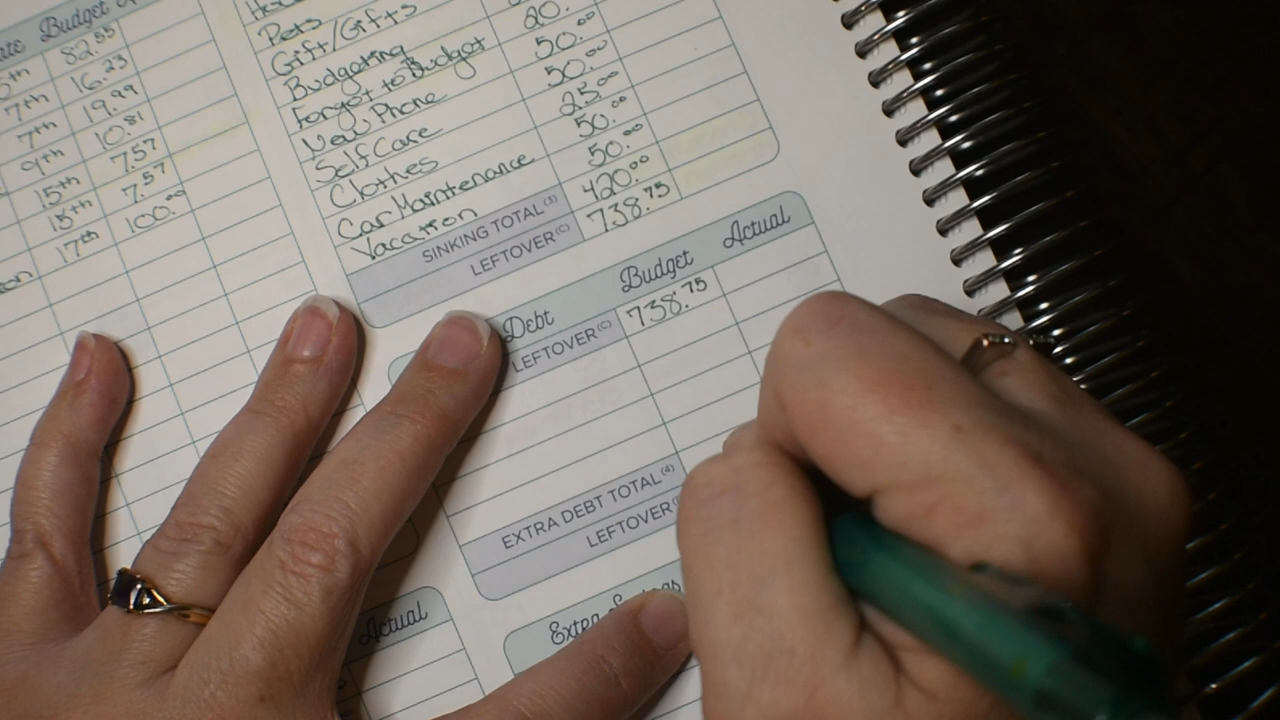 Budget
5th 82.55
7th 16.23
7th 19.99
9th 10.81
15th 7.57
15th 7.57
17th 100.00
Pets
Gift/Gifts 20.
Budgeting 50.00
Forgot to Budget 50.00
New Phone 25.00
Self Care 50.00
Clothes 50.00
Car Maintenance
Vacation
SINKING TOTAL(3) 420.00
LEFTOVER(C) 738.75
Debt Budget Actual
LEFTOVER(C) 738.75
EXTRA DEBT TOTAL(4)
LEFTOVER
Actual
Extra Savings